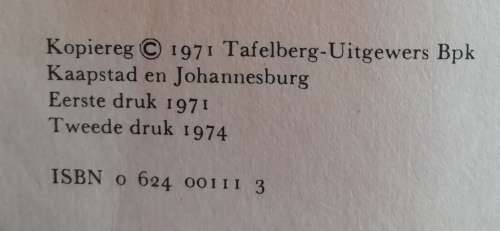 Kopiereg © 1971 Tafelberg-Uitgewers Bpk
Kaapstad en Johannesburg
Eerste druk 1971
Tweede druk 1974
ISBN 0 624 00111 3